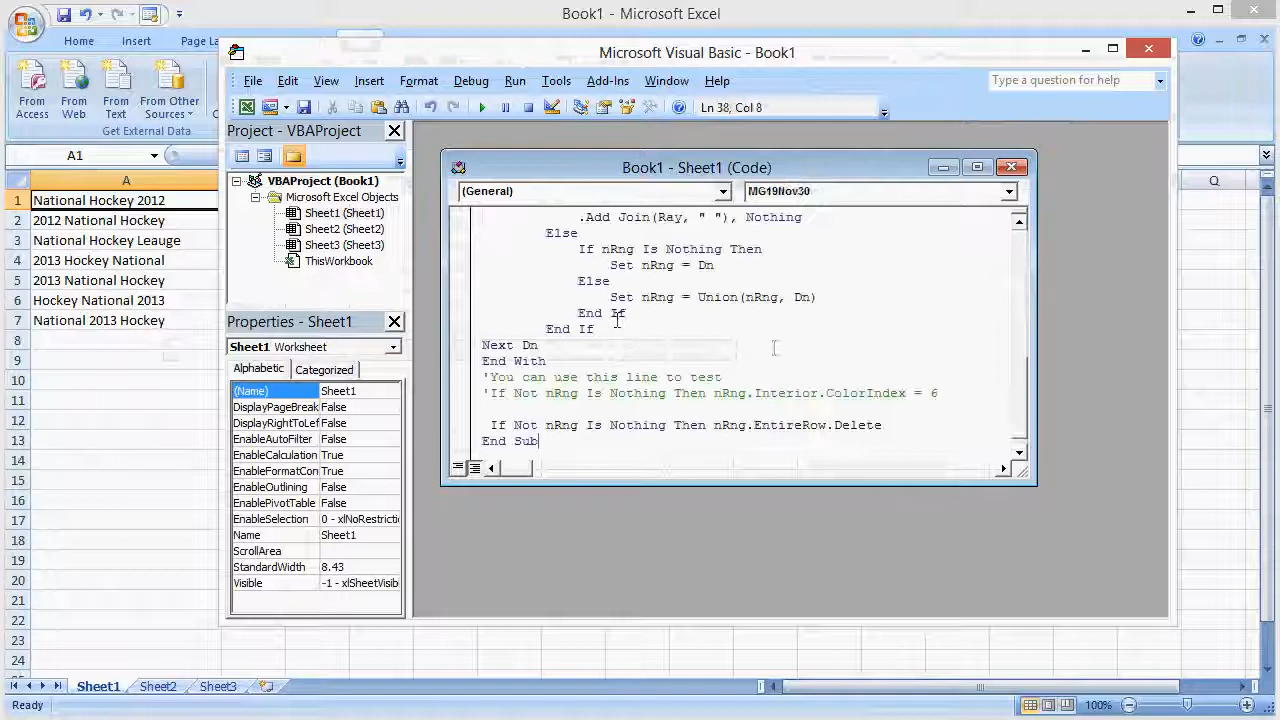 Book1 - Microsoft Excel
Home Insert Page La
Microsoft Visual Basic - Book1
File Edit View Insert Format Debug Run Tools Add-Ins Window Help
Type a question for help
From Access
From Web
From Text
From Other Sources
Get External Data
Ln 38, Col 8
A1
Project - VBAProject
VBAProject (Book1)
Microsoft Excel Objects
Sheet1 (Sheet1)
Sheet2 (Sheet2)
Sheet3 (Sheet3)
ThisWorkbook
Properties - Sheet1
Sheet1 Worksheet
Alphabetic Categorized
(Name) Sheet1
DisplayPageBreak False
DisplayRightToLef False
EnableAutoFilter False
EnableCalculation True
EnableFormatCon True
EnableOutlining False
EnablePivotTable False
EnableSelection 0 - xlNoRestrictic
Name Sheet1
ScrollArea
StandardWidth 8.43
Visible -1 - xlSheetVisib
Book1 - Sheet1 (Code)
(General) MG19Nov30
.Add Join(Ray, " "), Nothing
Else
If nRng Is Nothing Then
Set nRng = Dn
Else
Set nRng = Union(nRng, Dn)
End If
End If
Next Dn
End With
'You can use this line to test
'If Not nRng Is Nothing Then nRng.Interior.ColorIndex = 6
If Not nRng Is Nothing Then nRng.EntireRow.Delete
End Sub
A Q
1 National Hockey 2012
2 2012 National Hockey
3 National Hockey Leauge
4 2013 Hockey National
5 2013 National Hockey
6 Hockey National 2013
7 National 2013 Hockey
8
9
10
11
12
13
14
15
16
17
18
19
20
21
22
23
24
Sheet1 Sheet2 Sheet3
Ready
100%